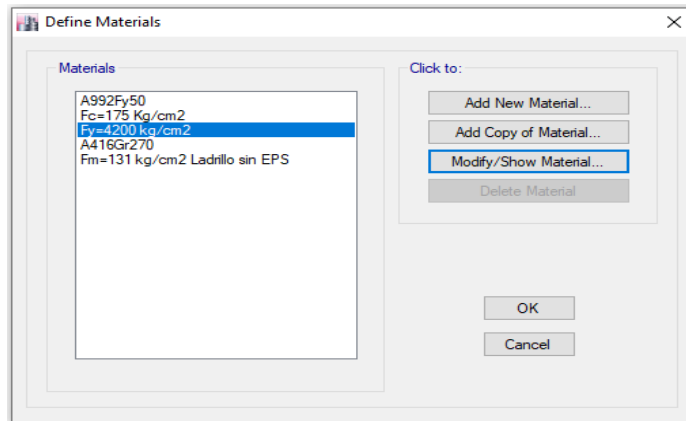 Define Materials
Materials
A992Fy50
Fc=175 Kg/cm2
Fy=4200 kg/cm2
A416Gr270
Fm=131 kg/cm2 Ladrillo sin EPS
Click to:
Add New Material...
Add Copy of Material...
Modify/Show Material...
Delete Material
OK
Cancel